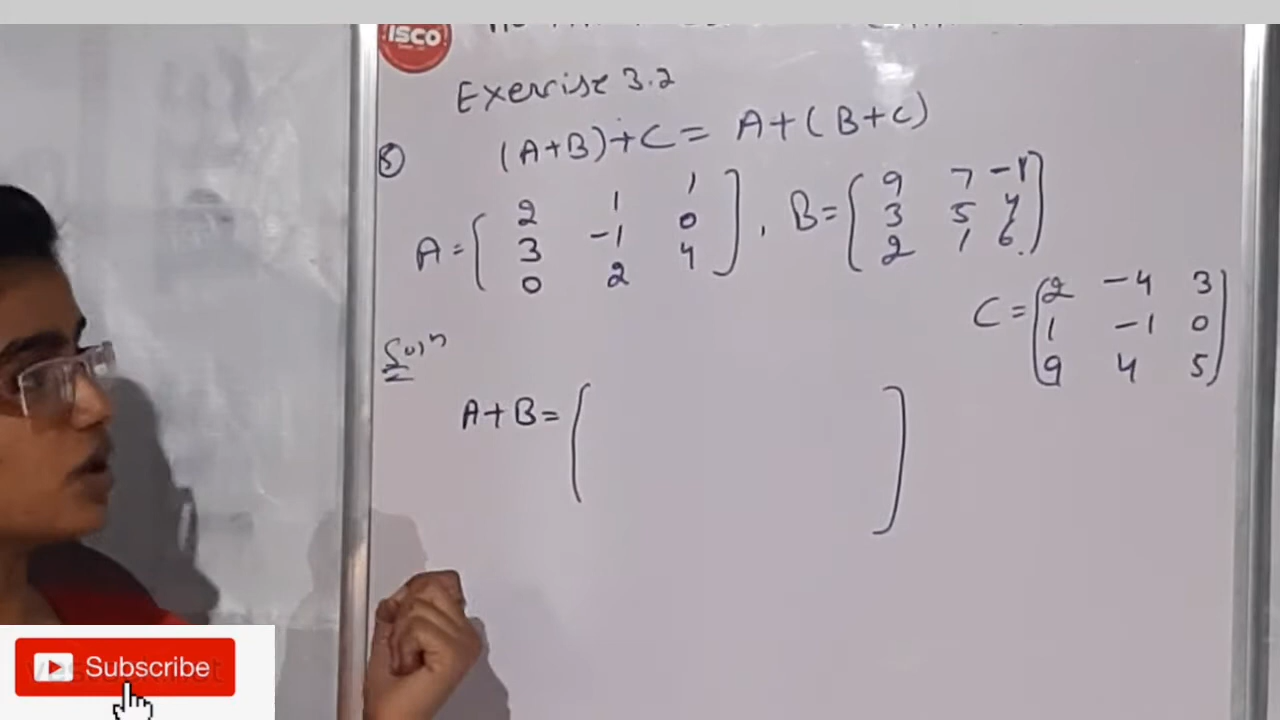 ISCO
Exercise 3.2
8 (A+B)+C = A+(B+C)
A = [ 2 1 1
3 -1 0
0 2 4 ] , B = [ 9 7 -1
3 5 4
2 1 6 ]
C = [ 2 -4 3
1 -1 0
9 4 5 ]
Solⁿ
A+B = [ ]
Subscribe